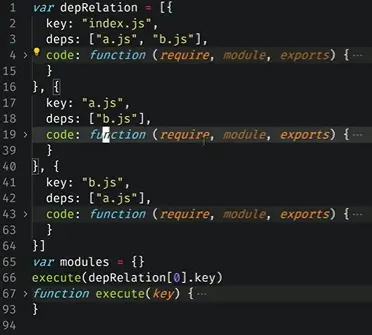 1 var depRelation = [{
2 key: "index.js",
3 deps: ["a.js", "b.js"],
4 > code: function (require, module, exports) {…
15 }
16 }, {
17 key: "a.js",
18 deps: ["b.js"],
19 > code: function (require, module, exports) {…
39 }
40 }, {
41 key: "b.js",
42 deps: ["a.js"],
43 > code: function (require, module, exports) {…
63 }
64 }]
65 var modules = {}
66 execute(depRelation[0].key)
67 > function execute(key) {…
93 }
94